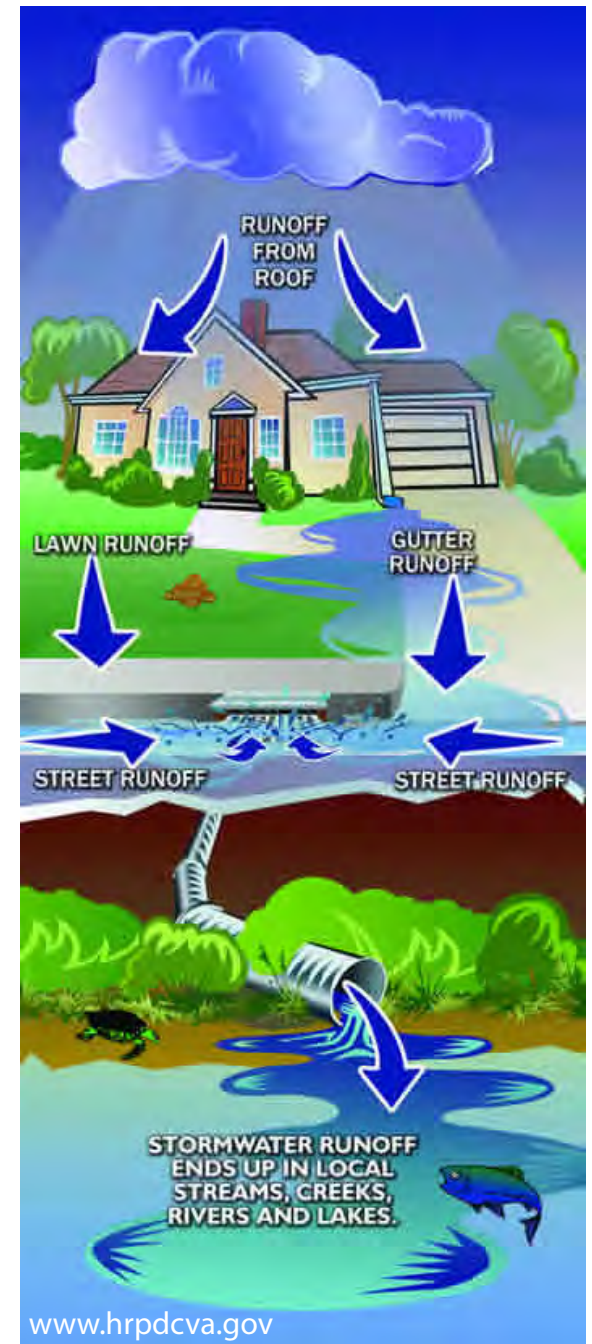 RUNOFF
FROM
ROOF
LAWN RUNOFF
GUTTER
RUNOFF
STREET RUNOFF
STREET RUNOFF
STORMWATER RUNOFF
ENDS UP IN LOCAL
STREAMS, CREEKS,
RIVERS AND LAKES.
www.hrpdcva.gov